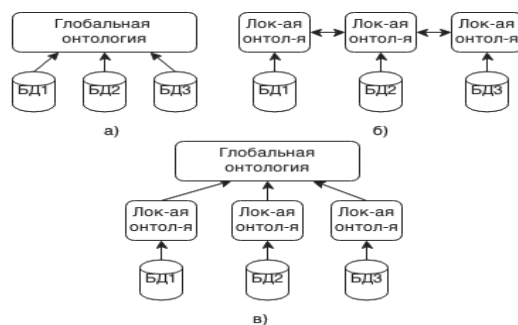 Глобальная
онтология
БД1 БД2 БД3
а)
Лок-ая Лок-ая Лок-ая
онтол-я онтол-я онтол-я
БД1 БД2 БД3
б)
Глобальная
онтология
Лок-ая Лок-ая Лок-ая
онтол-я онтол-я онтол-я
БД1 БД2 БД3
в)